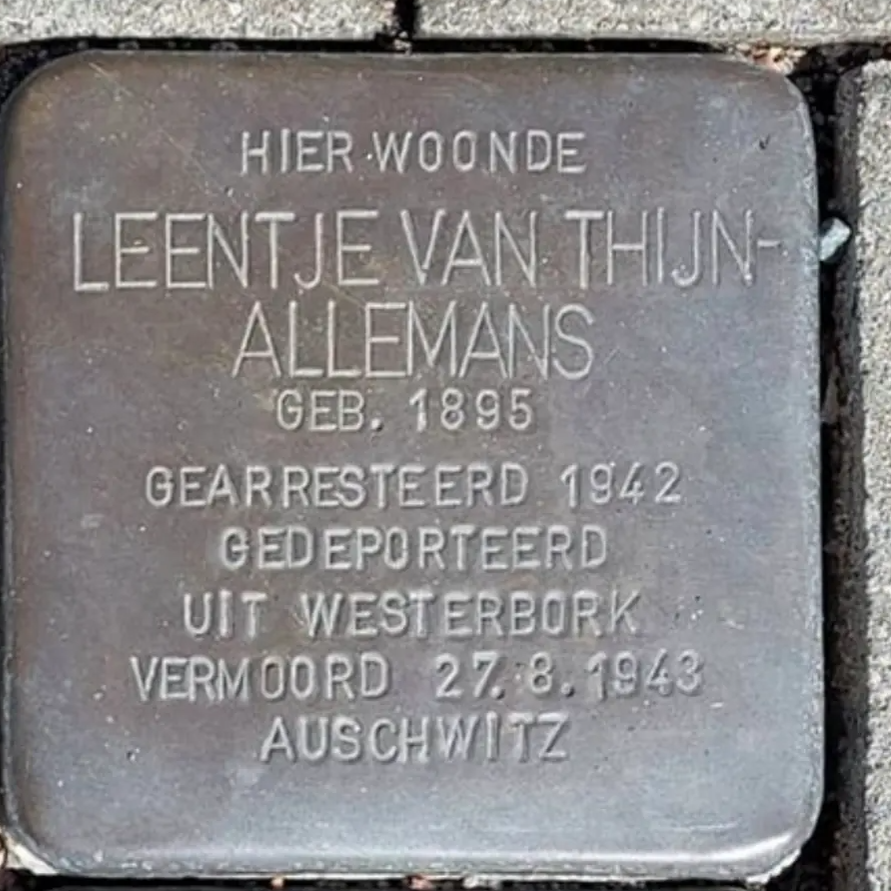 HIER WOONDE
LEENTJE VAN THIJN-
ALLEMANS
GEB. 1895
GEARRESTEERD 1942
GEDEPORTEERD
UIT WESTERBORK
VERMOORD 27.8.1943
AUSCHWITZ